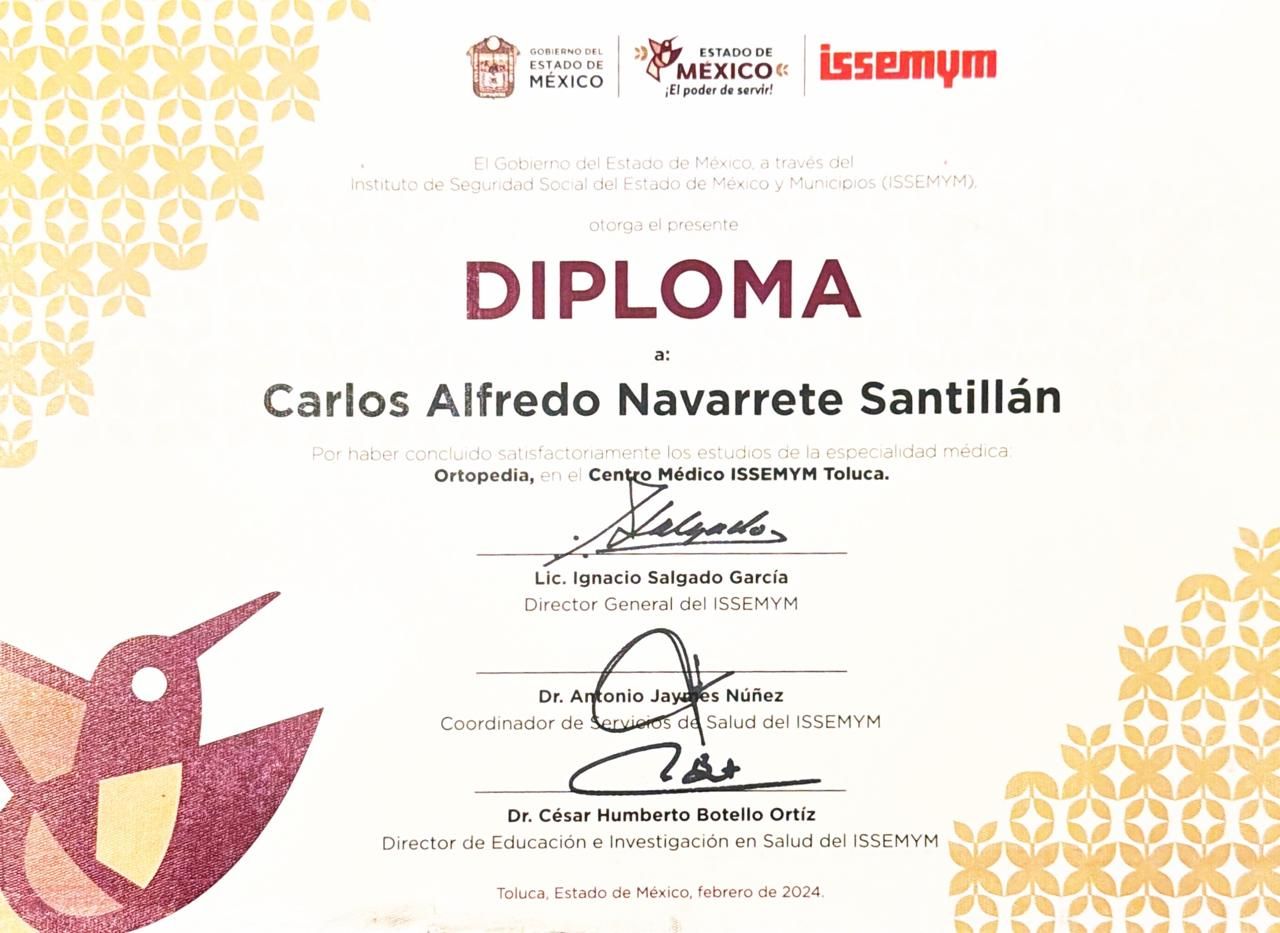 GOBIERNO DEL
ESTADO DE
MÉXICO
ESTADO DE
MÉXICO
¡El poder de servir!
issemym
El Gobierno del Estado de México, a través del
Instituto de Seguridad Social del Estado de México y Municipios (ISSEMYM),
otorga el presente
DIPLOMA
a:
Carlos Alfredo Navarrete Santillán
Por haber concluido satisfactoriamente los estudios de la especialidad médica:
Ortopedia, en el Centro Médico ISSEMYM Toluca.
Salgado
Lic. Ignacio Salgado García
Director General del ISSEMYM
Dr. Antonio Jaymes Núñez
Coordinador de Servicios de Salud del ISSEMYM
Dr. César Humberto Botello Ortíz
Director de Educación e Investigación en Salud del ISSEMYM
Toluca, Estado de México, febrero de 2024.